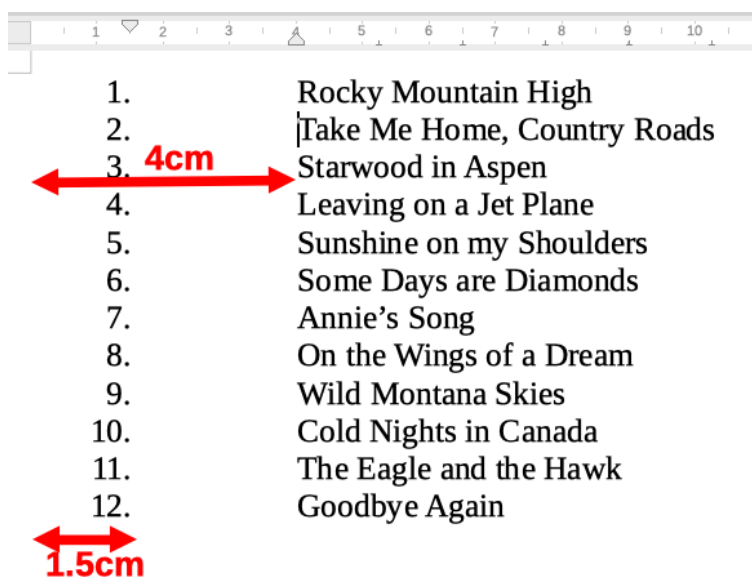 1 2 3 4 5 6 7 8 9 10
1. Rocky Mountain High
2. Take Me Home, Country Roads
4cm
3. Starwood in Aspen
4. Leaving on a Jet Plane
5. Sunshine on my Shoulders
6. Some Days are Diamonds
7. Annie’s Song
8. On the Wings of a Dream
9. Wild Montana Skies
10. Cold Nights in Canada
11. The Eagle and the Hawk
12. Goodbye Again
1.5cm